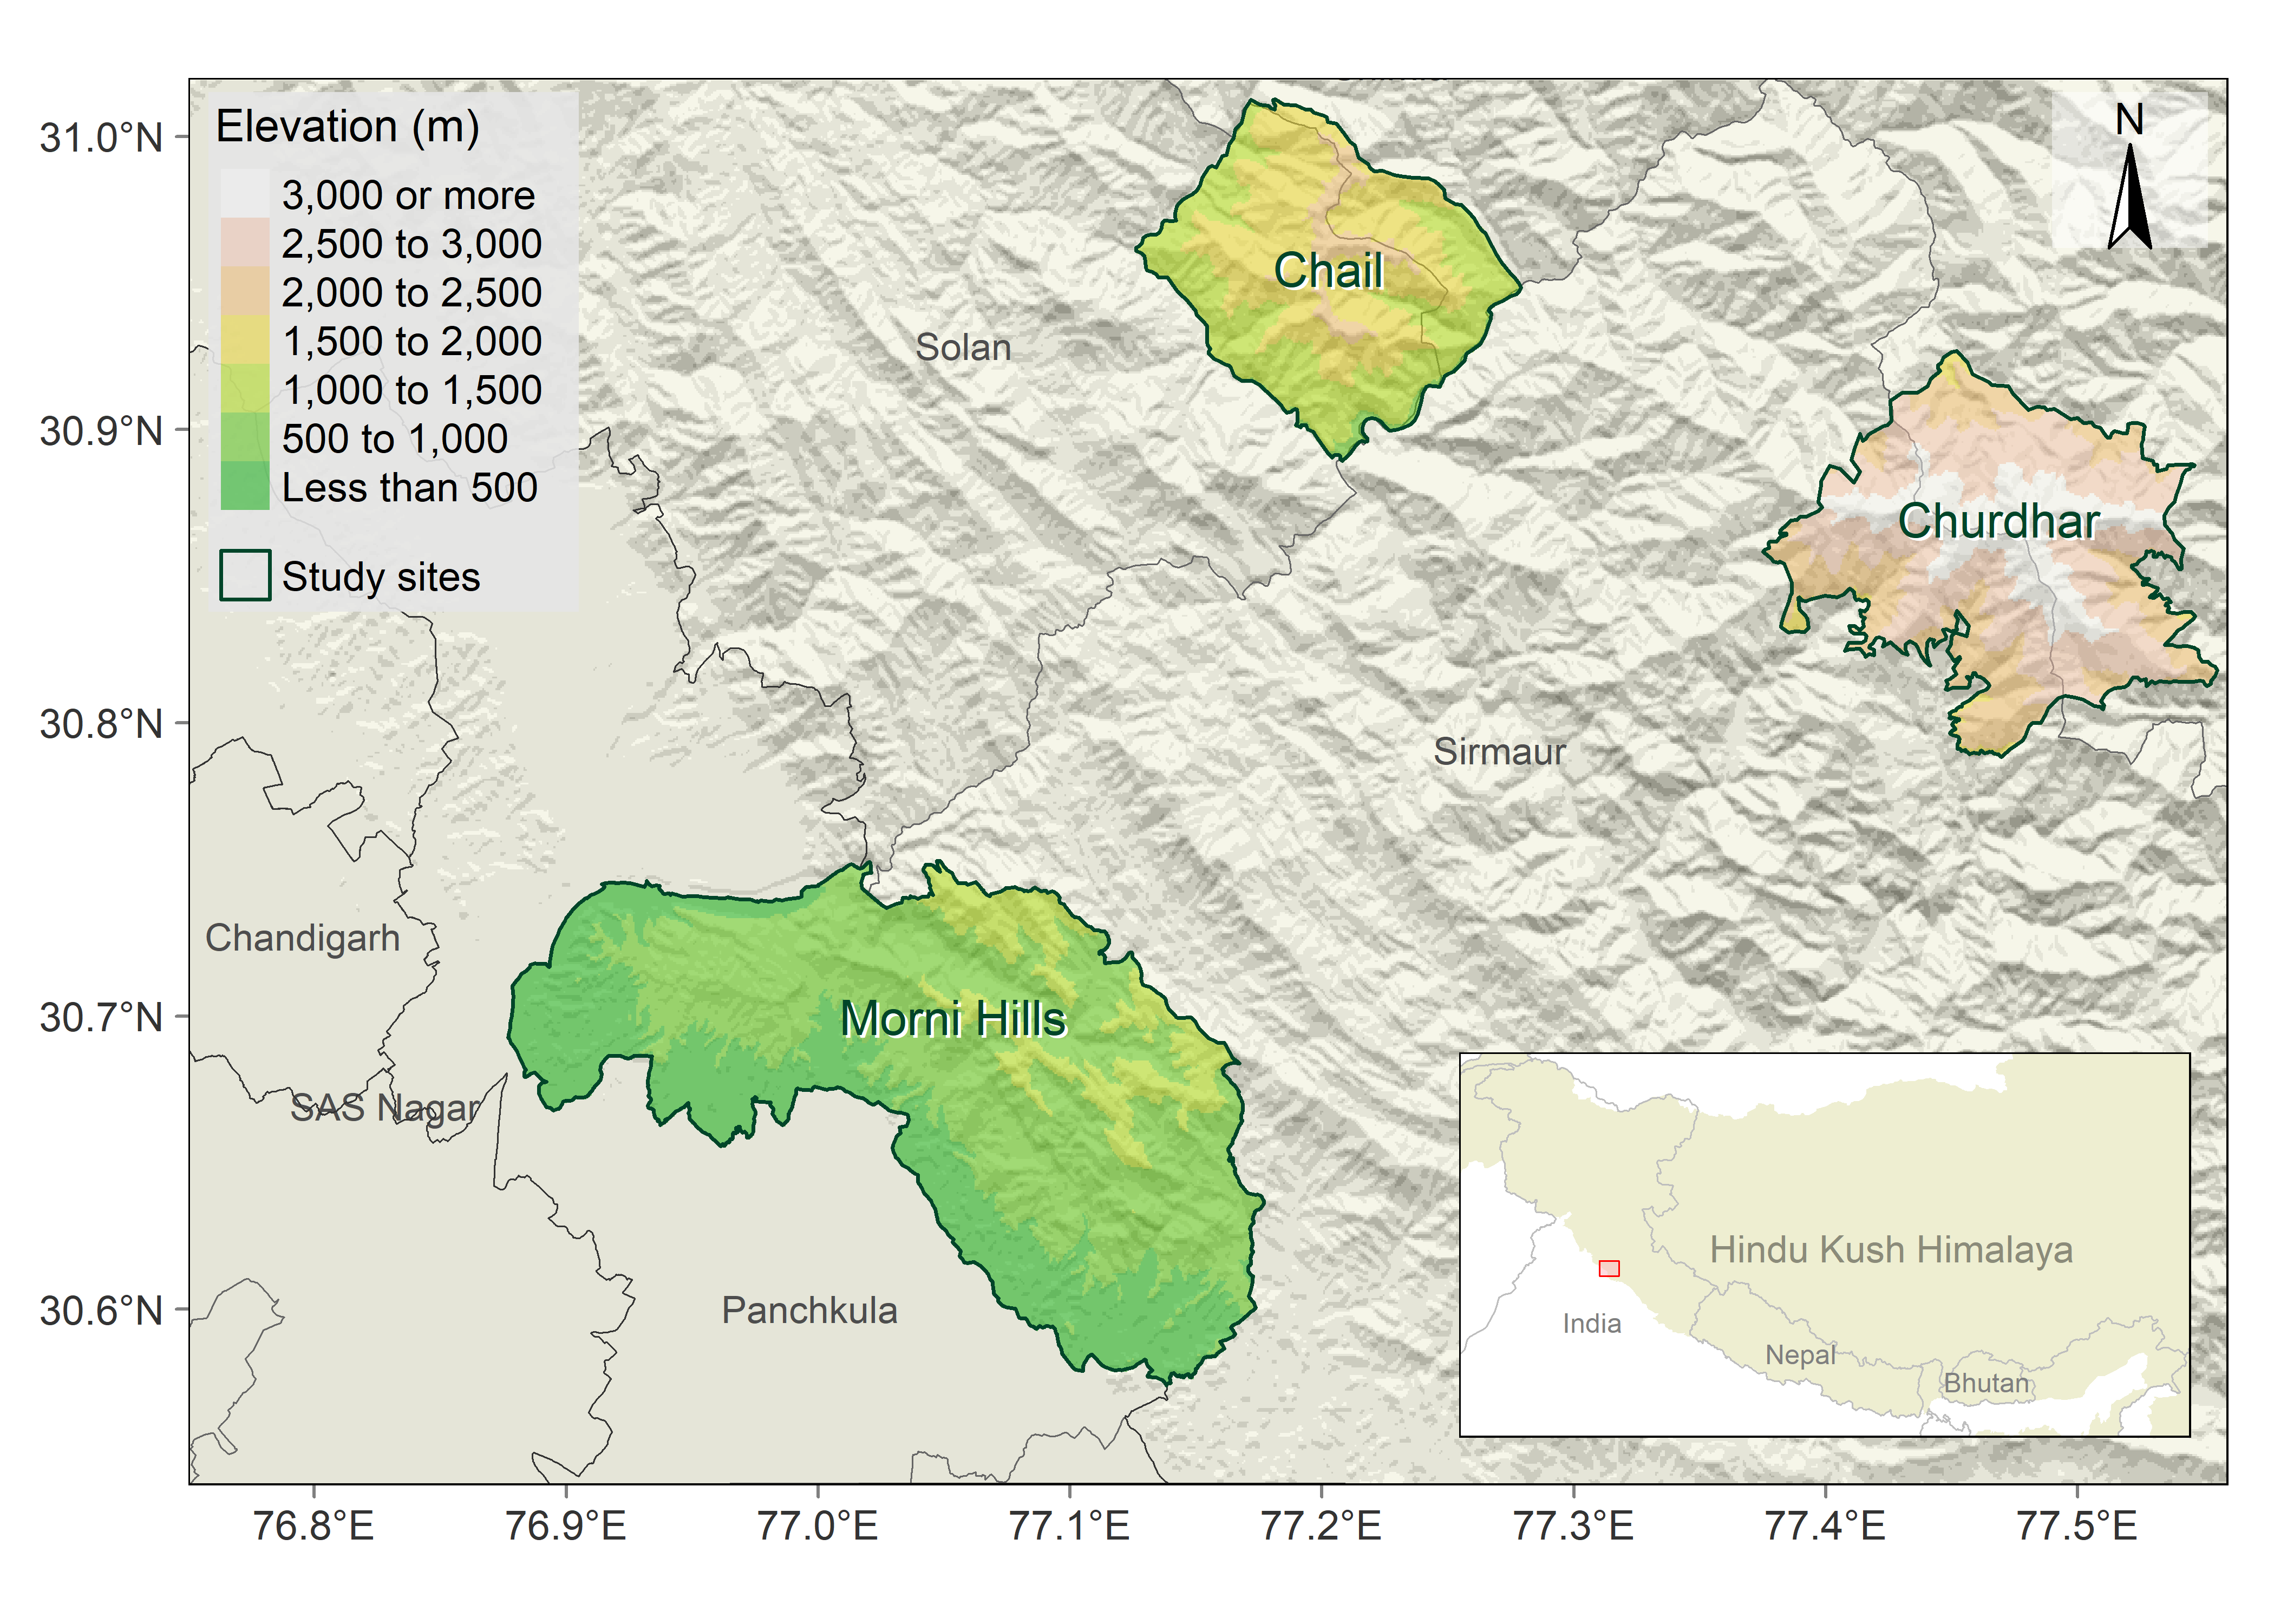 Elevation (m)
3,000 or more
2,500 to 3,000
2,000 to 2,500
1,500 to 2,000
1,000 to 1,500
500 to 1,000
Less than 500
Study sites
N
31.0°N
30.9°N
30.8°N
30.7°N
30.6°N
Chail
Solan
Churdhar
Sirmaur
Chandigarh
Morni Hills
SAS Nagar
Panchkula
Hindu Kush Himalaya
India
Nepal
Bhutan
76.8°E
76.9°E
77.0°E
77.1°E
77.2°E
77.3°E
77.4°E
77.5°E